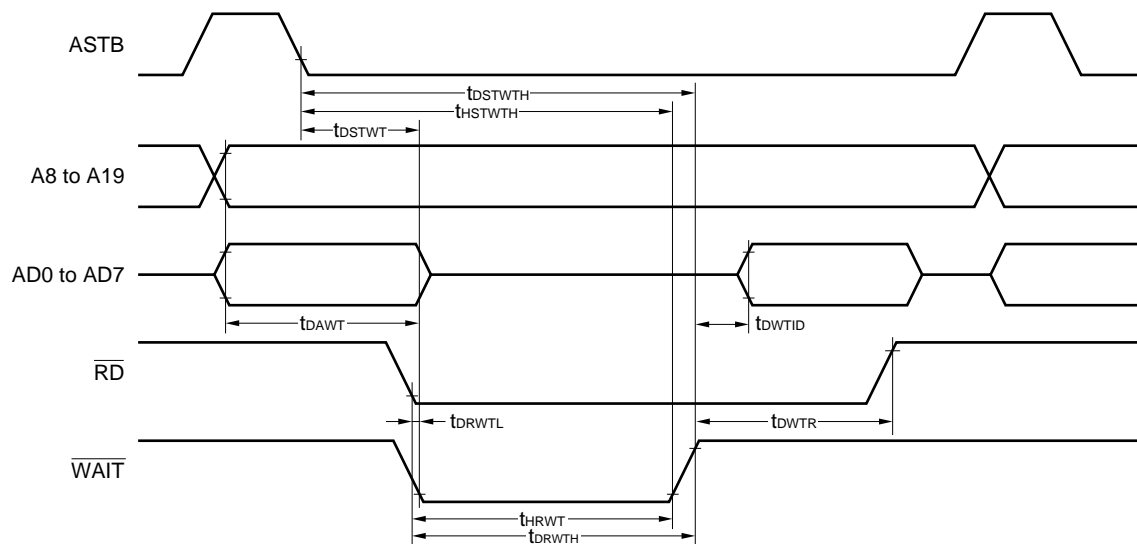 ASTB
tDSTWTH
tHSTWTH
tDSTWT
A8 to A19
AD0 to AD7
tDAWT
tDWTID
RD
tDRWTL
tDWTR
WAIT
tHRWT
tDRWTH